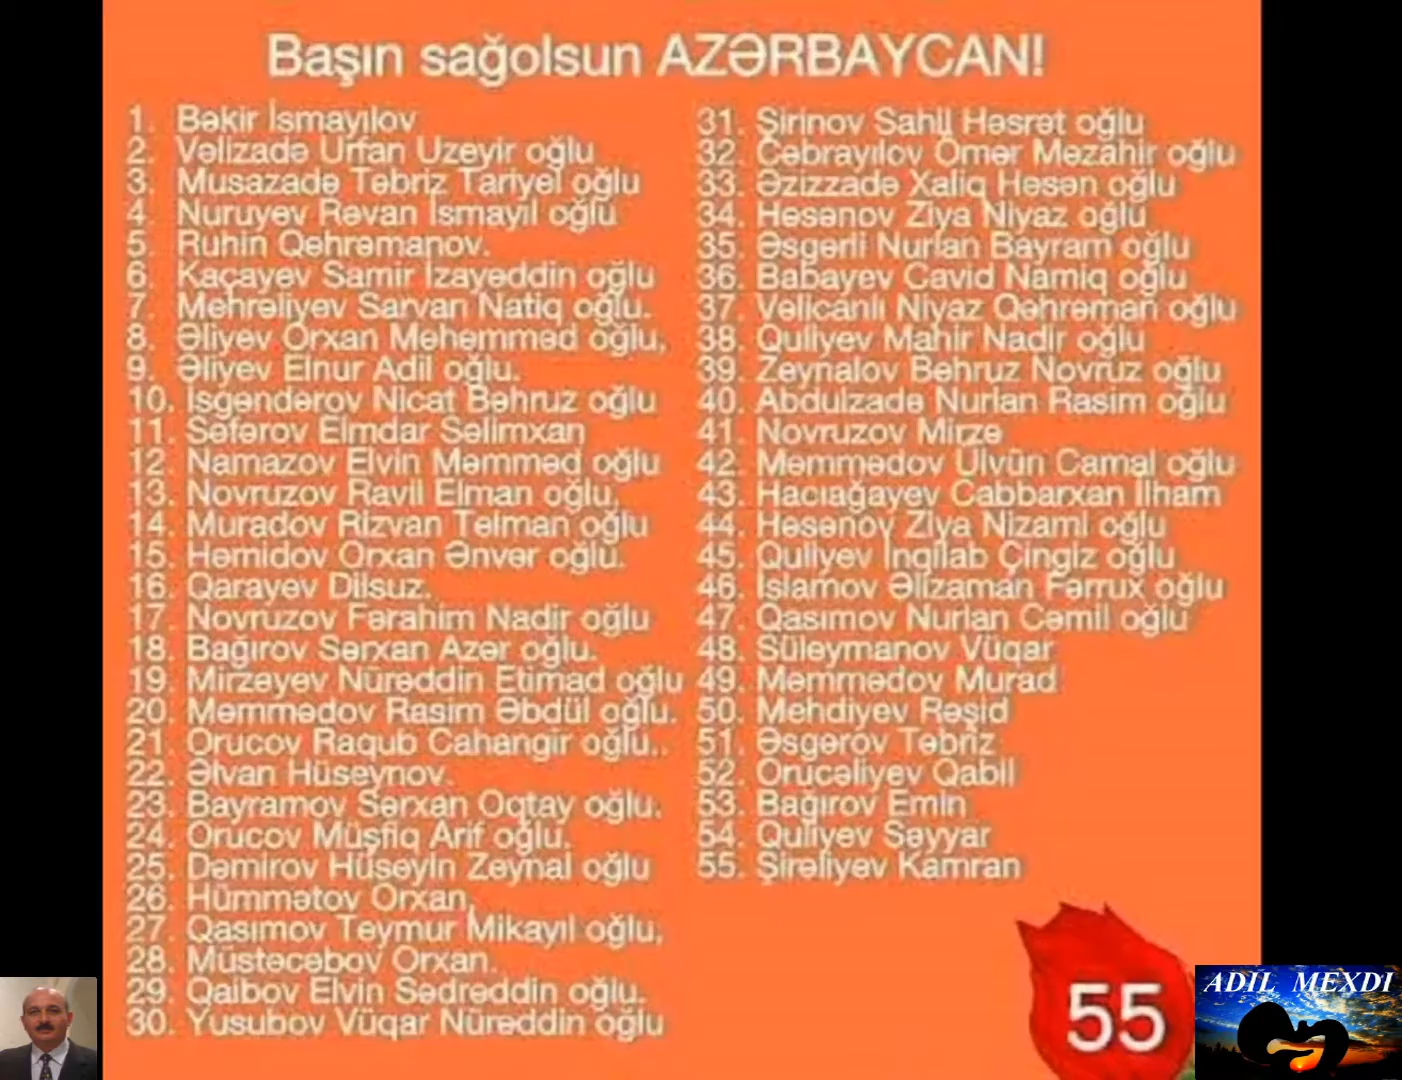 Başın sağolsun AZƏRBAYCAN!
1. Bəkir İsmayılov
2. Vəlizadə Urfan Uzeyir oğlu
3. Musazadə Təbriz Tariyel oğlu
4. Nuruyev Rəvan İsmayil oğlu
5. Ruhin Qəhrəmanov.
6. Kaçayev Samir İzayəddin oğlu
7. Mehrəliyev Sarvan Natiq oğlu.
8. Əliyev Orxan Mehəmməd oğlu,
9. Əliyev Elnur Adil oğlu.
10. İsgəndərov Nicat Bəhruz oğlu
11. Səfərov Elmdar Səlimxan
12. Namazov Elvin Məmməd oğlu
13. Novruzov Ravil Elman oğlu,
14. Muradov Rizvan Telman oğlu
15. Həmidov Orxan Ənvər oğlu.
16. Qarayev Dilsuz.
17. Novruzov Fərahim Nadir oğlu
18. Bağırov Sərxan Azər oğlu.
19. Mirzəyev Nürəddin Etimad oğlu
20. Məmmədov Rasim Əbdül oğlu.
21. Orucov Raqub Cahangir oğlu..
22. Əlvan Hüseynov.
23. Bayramov Sərxan Oqtay oğlu.
24. Orucov Müşfiq Arif oğlu.
25. Dəmirov Hüseyin Zeynal oğlu
26. Hümmətov Orxan,
27. Qasımov Teymur Mikayıl oğlu,
28. Müstəcəbov Orxan.
29. Qaibov Elvin Sədrəddin oğlu.
30. Yusubov Vüqar Nürəddin oğlu
31. Şirinov Sahil Həsrət oğlu
32. Cəbrayılov Ömər Məzahir oğlu
33. Əzizzadə Xaliq Həsən oğlu
34. Həsənov Ziya Niyaz oğlu
35. Əsgərli Nurlan Bayram oğlu
36. Babayev Cavid Namiq oğlu
37. Vəlicanlı Niyaz Qəhrəman oğlu
38. Quliyev Mahir Nadir oğlu
39. Zeynalov Bəhruz Novruz oğlu
40. Abdulzadə Nurlan Rasim oğlu
41. Novruzov Mirzə
42. Məmmədov Ülvün Camal oğlu
43. Hacıağayev Cabbarxan İlham
44. Həsənov Ziya Nizami oğlu
45. Quliyev İngilab Çingiz oğlu
46. İslamov Əlizaman Fərrux oğlu
47. Qasımov Nurlan Cəmil oğlu
48. Süleymanov Vüqar
49. Məmmədov Murad
50. Mehdiyev Rəşid
51. Əsgərov Təbriz
52. Orucəliyev Qabil
53. Bağırov Emin
54. Quliyev Səyyar
55. Şirəliyev Kamran
55
ADIL MEXDI